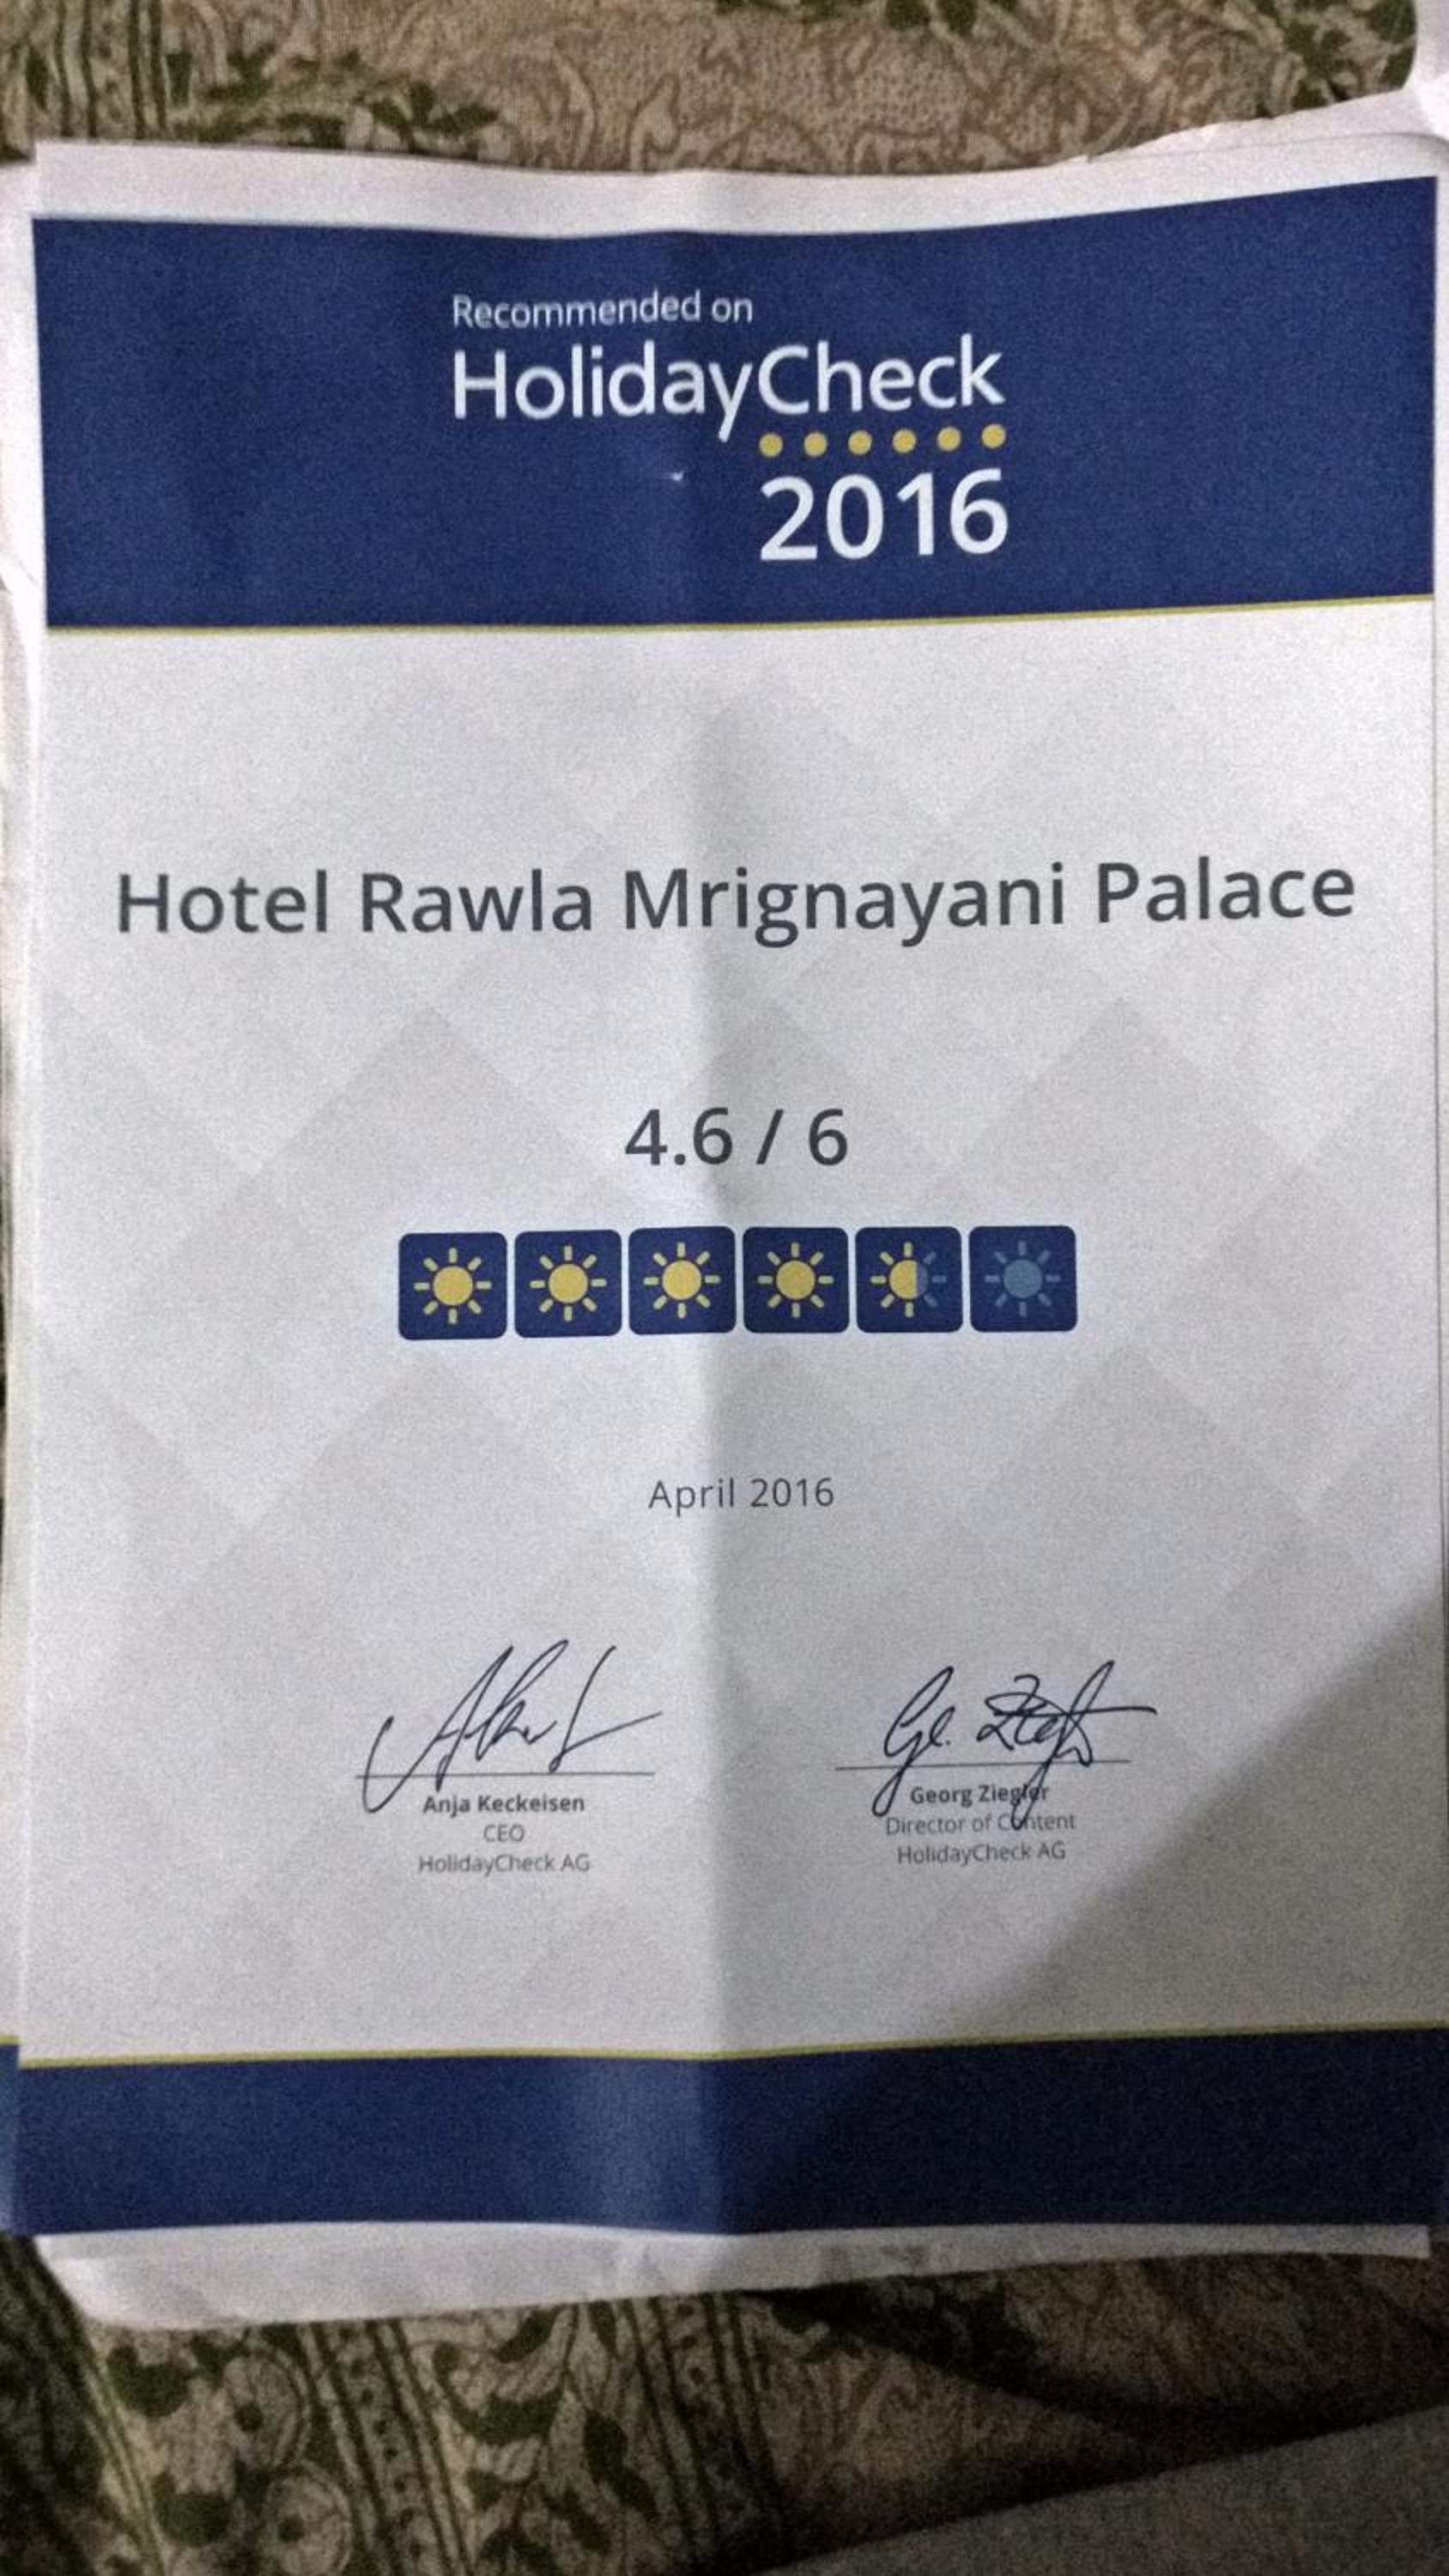 Recommended on
HolidayCheck
2016
Hotel Rawla Mrignayani Palace
4.6 / 6
April 2016
Anja Keckeisen
CEO
HolidayCheck AG
Georg Ziegler
Director of Content
HolidayCheck AG